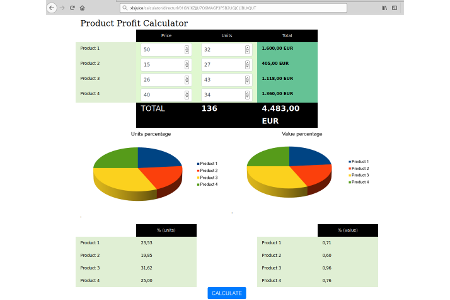 Product Profit Calculator
Price Units Total
Product 1 50 32 1.600,00 EUR
Product 2 15 27 405,00 EUR
Product 3 26 43 1.118,00 EUR
Product 4 40 34 1.360,00 EUR
TOTAL 136 4.483,00 EUR
Units percentage Value percentage
Product 1
Product 2
Product 3
Product 4
Product 1
Product 2
Product 3
Product 4
% (Units) % (Value)
Product 1 23,53 Product 1 0,71
Product 2 19,85 Product 2 0,60
Product 3 31,62 Product 3 0,96
Product 4 25,00 Product 4 0,76
CALCULATE